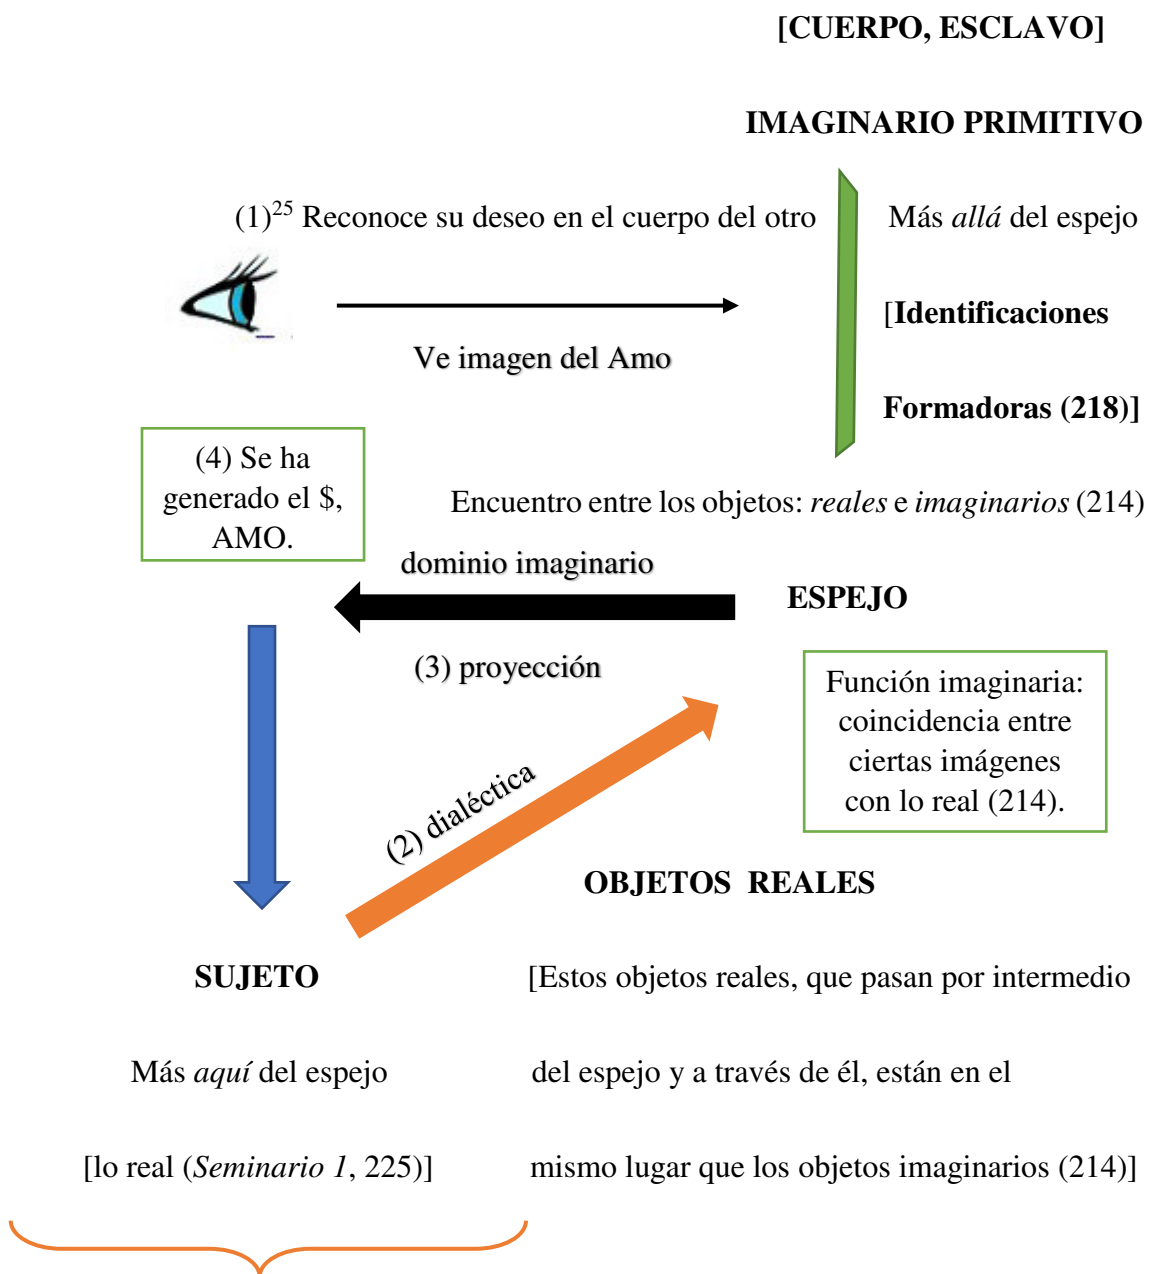 [CUERPO, ESCLAVO]
IMAGINARIO PRIMITIVO
(1)25 Reconoce su deseo en el cuerpo del otro
Más allá del espejo
[Identificaciones
Ve imagen del Amo
Formadoras (218)]
(4) Se ha
generado el $,
AMO.
Encuentro entre los objetos: reales e imaginarios (214)
dominio imaginario
ESPEJO
(3) proyección
Función imaginaria:
coincidencia entre
ciertas imágenes
con lo real (214).
(2) dialéctica
OBJETOS REALES
SUJETO
[Estos objetos reales, que pasan por intermedio
Más aquí del espejo
del espejo y a través de él, están en el
[lo real (Seminario 1, 225)]
mismo lugar que los objetos imaginarios (214)]